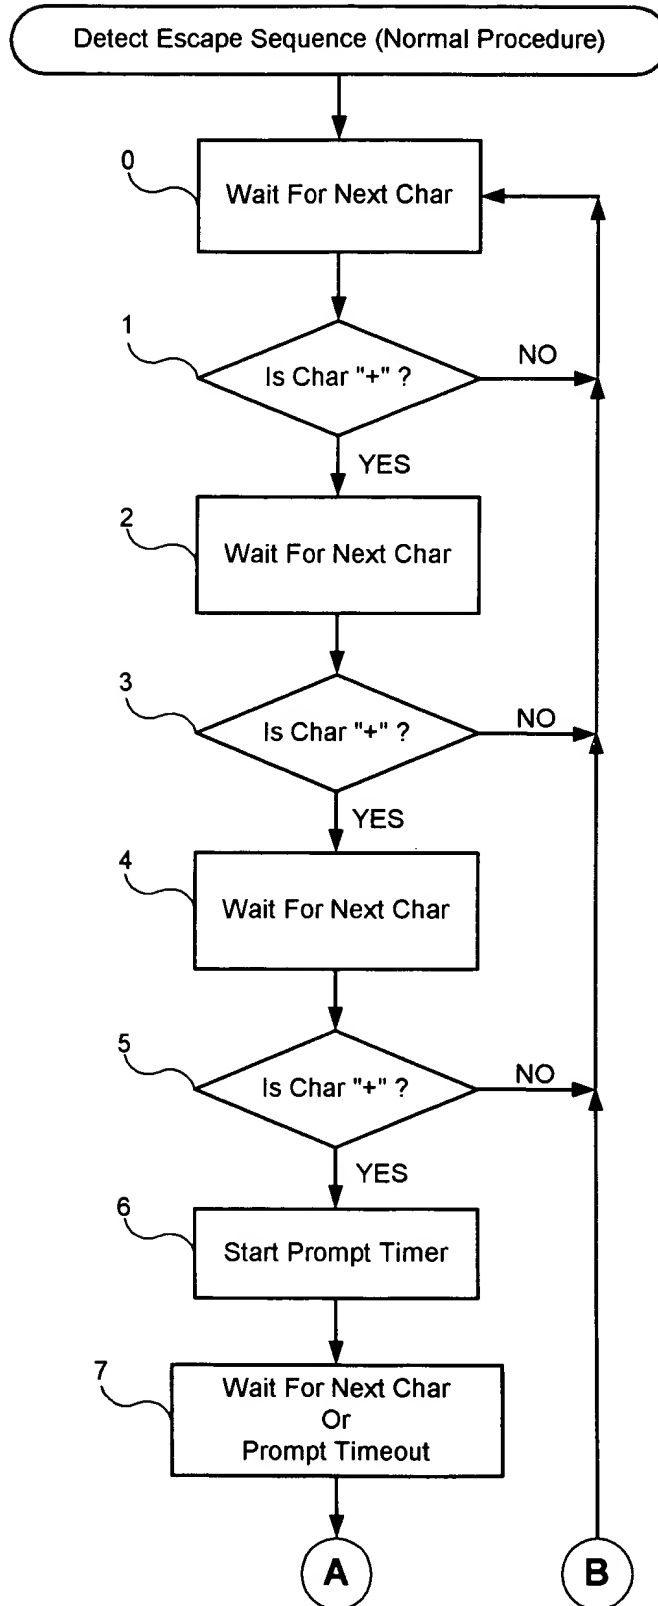 Detect Escape Sequence (Normal Procedure)
0
Wait For Next Char
1
Is Char "+" ?
NO
YES
2
Wait For Next Char
3
Is Char "+" ?
NO
YES
4
Wait For Next Char
5
Is Char "+" ?
NO
YES
6
Start Prompt Timer
7
Wait For Next Char
Or
Prompt Timeout
A
B